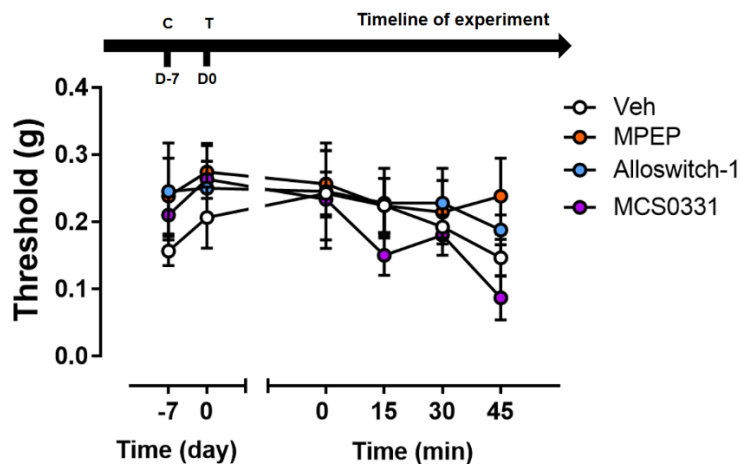 C T Timeline of experiment
D-7 D0
Threshold (g)
0.4
0.3
0.2
0.1
0.0
Veh
MPEP
Alloswitch-1
MCS0331
-7 0 0 15 30 45
Time (day) Time (min)